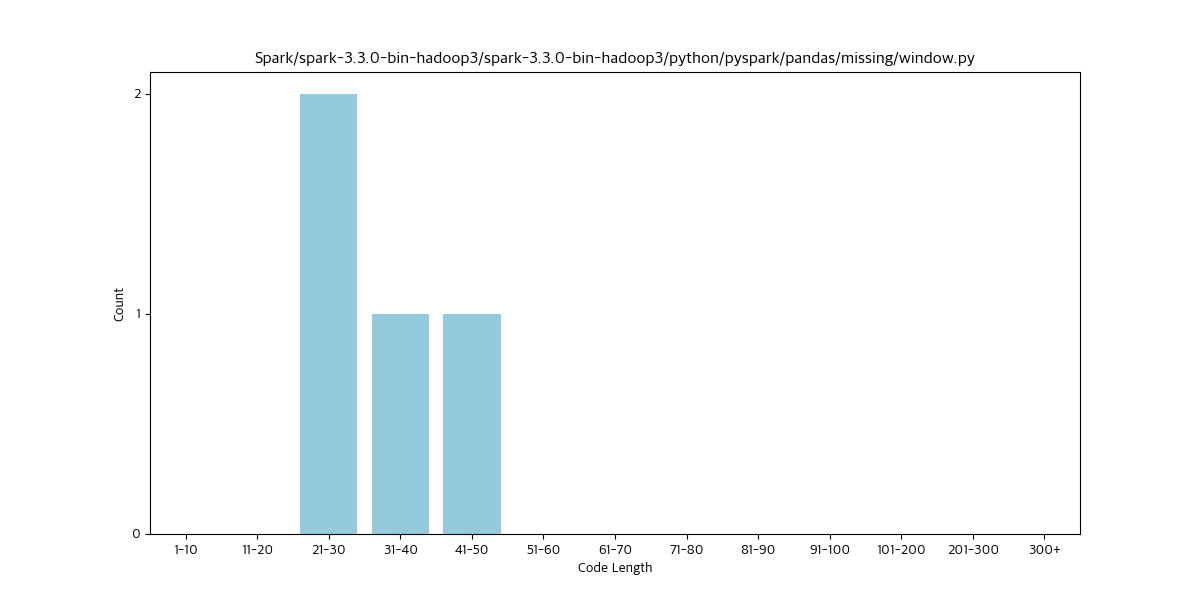 Spark/spark-3.3.0-bin-hadoop3/spark-3.3.0-bin-hadoop3/python/pyspark/pandas/missing/window.py
2
1
0
Count
1-10 11-20 21-30 31-40 41-50 51-60 61-70 71-80 81-90 91-100 101-200 201-300 300+
Code Length